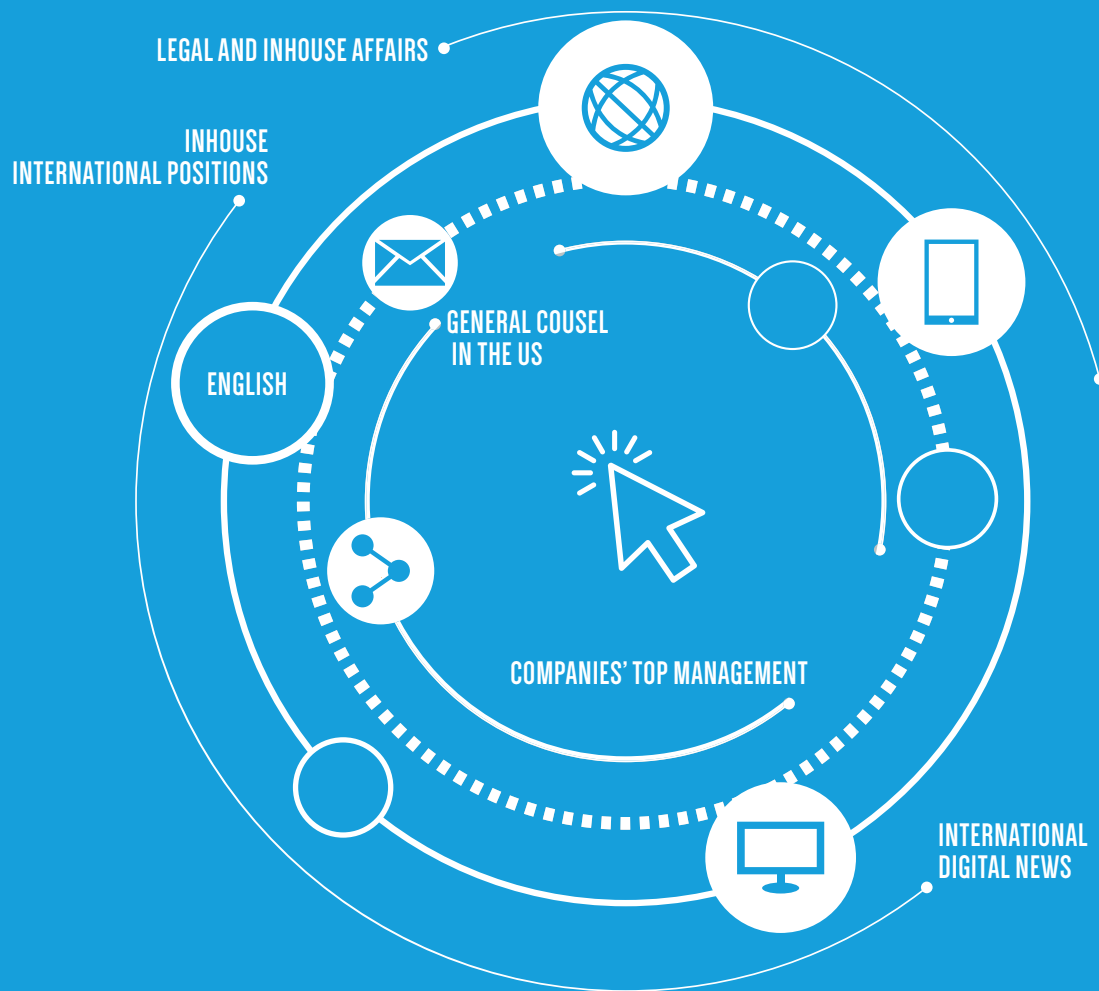 LEGAL AND INHOUSE AFFAIRS
INHOUSE
INTERNATIONAL POSITIONS
GENERAL COUSEL
IN THE US
ENGLISH
COMPANIES' TOP MANAGEMENT
INTERNATIONAL
DIGITAL NEWS